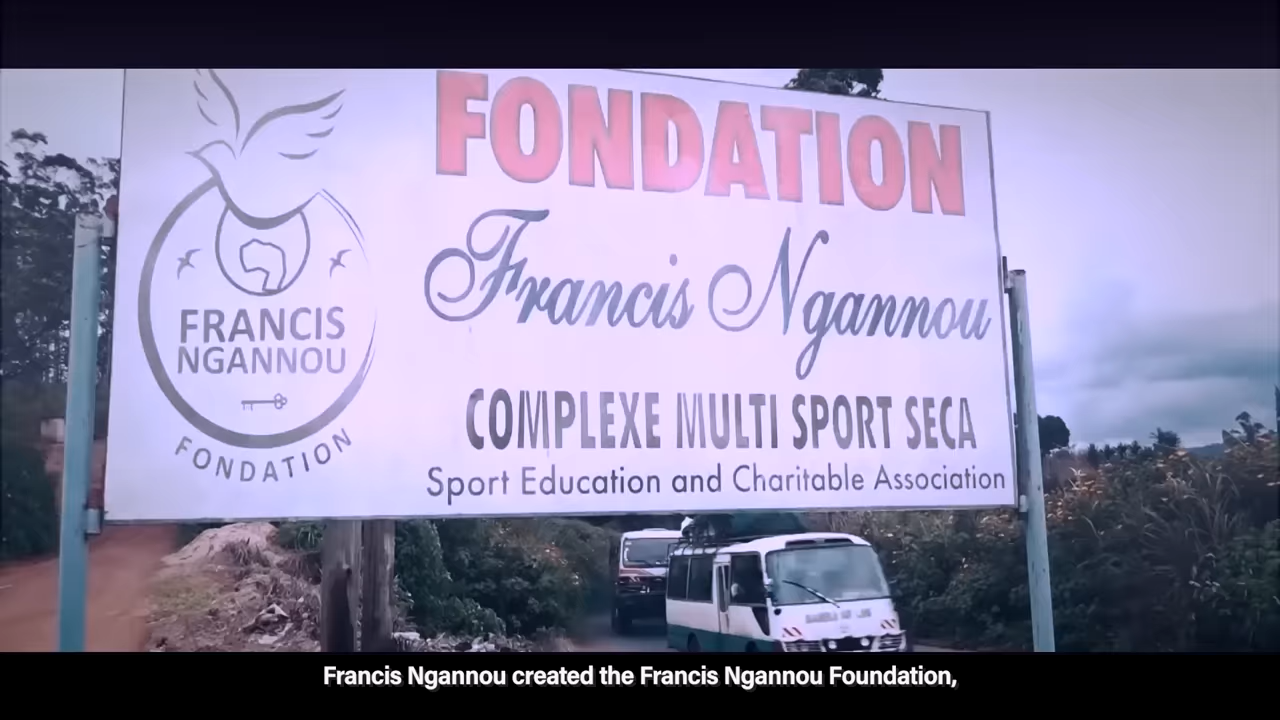 FONDATION
Francis Ngannou
COMPLEXE MULTI SPORT SECA
Sport Education and Charitable Association
FRANCIS
NGANNOU
FONDATION
Francis Ngannou created the Francis Ngannou Foundation,